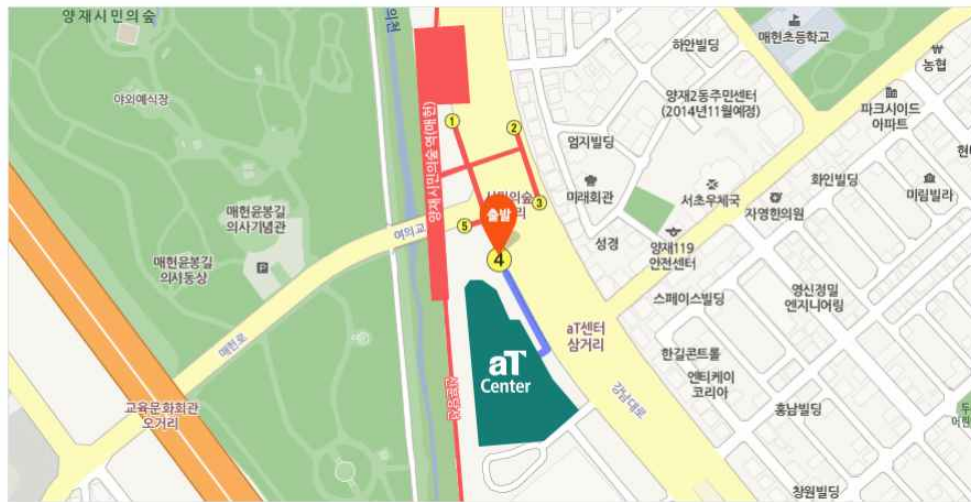 양재시민의숲
야외예식장
매헌윤봉길
의사기념관
매헌윤봉길
의사동상
P
매헌로
여의교
교육문화회관
오거리
양재시민의숲역(매헌)
1
2
3
5
출발
4
aT
Center
신분당선
강남대로
aT센터
삼거리
하안빌딩
매헌초등학교
농협
양재2동주민센터
(2014년11월예정)
파크사이드
아파트
엄지빌딩
미래회관
서초우체국
화인빌딩
미림빌라
자영한의원
성경
양재119
안전센터
스페이스빌딩
영신정밀
엔지니어링
한길콘트롤
엔티케이
코리아
홍남빌딩
창원빌딩